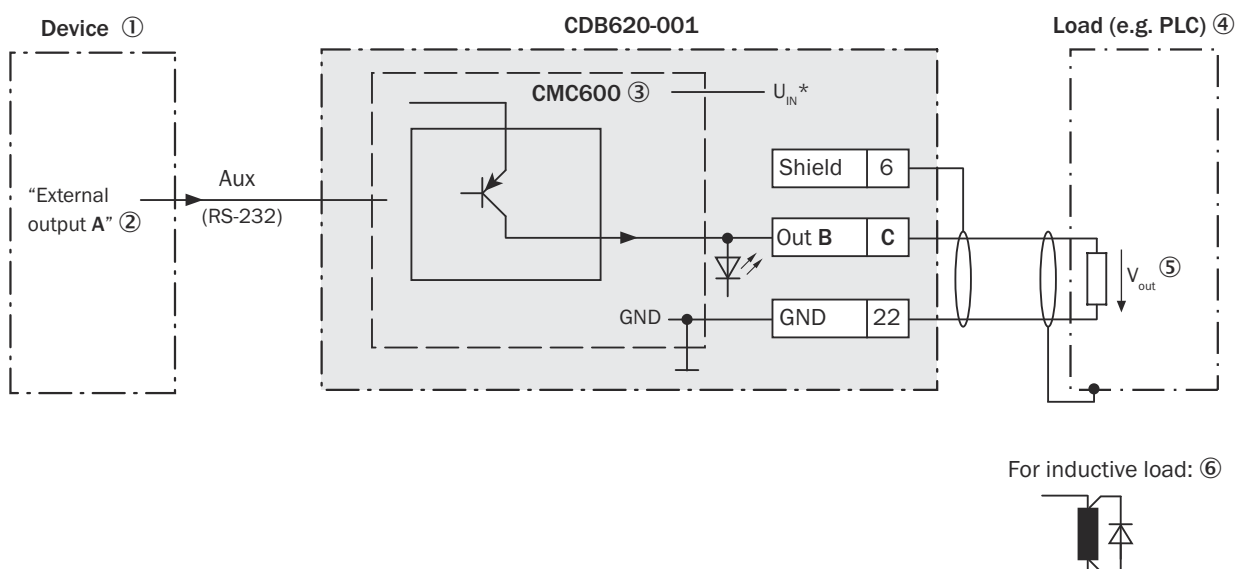 Device ①
CDB620-001
Load (e.g. PLC) ④
CMC600 ③
U_IN*
"External
output A" ②
Aux
(RS-232)
Shield 6
Out B C
GND 22
GND
V_out ⑤
For inductive load: ⑥